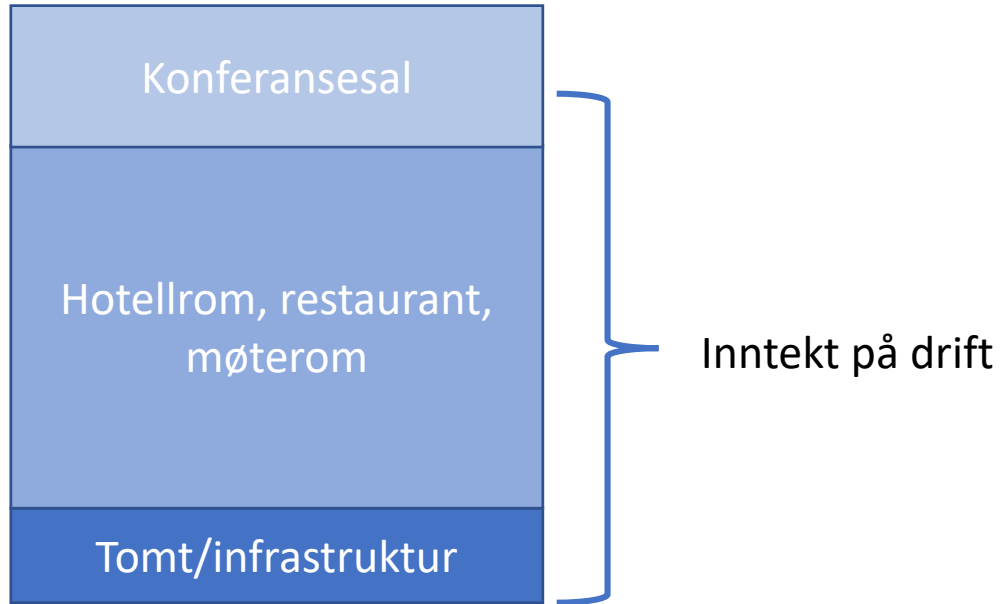 Konferansesal
Hotellrom, restaurant,
møterom
Inntekt på drift
Tomt/infrastruktur